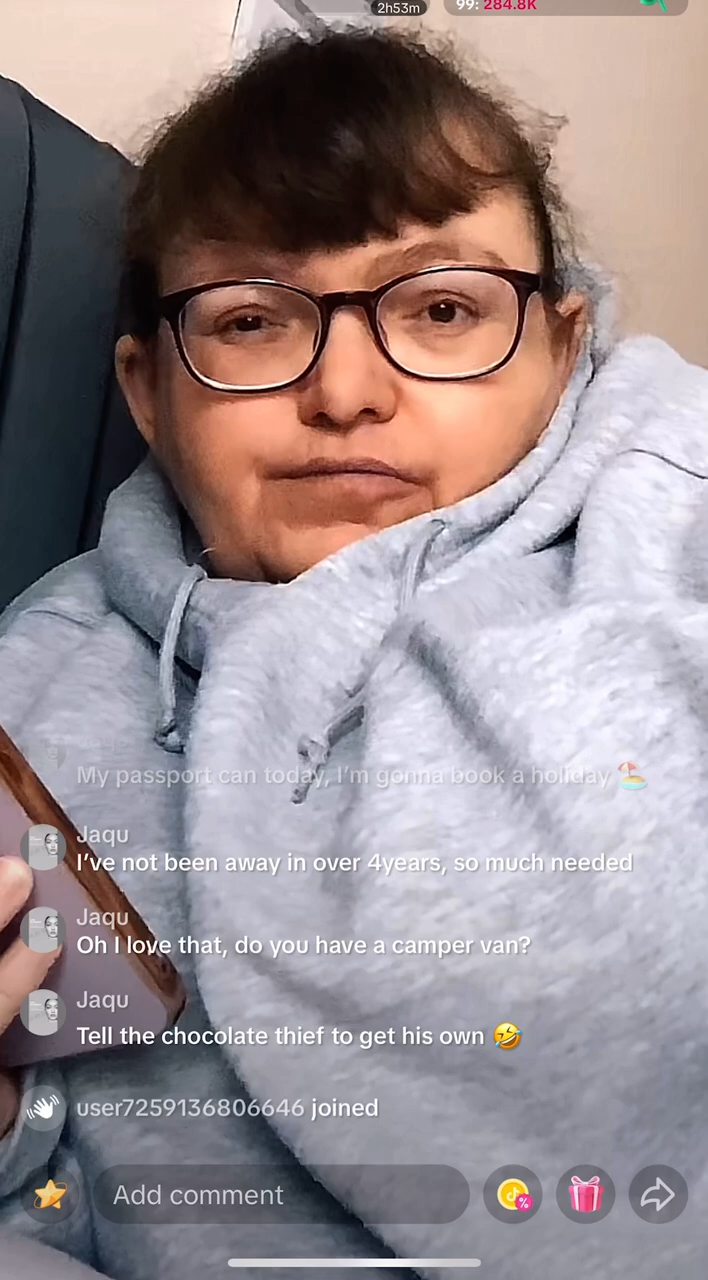 2h53m
99: 284.8K
My passport can today, I'm gonna book a holiday 🏖️
Jaqu
I've not been away in over 4years, so much needed
Jaqu
Oh I love that, do you have a camper van?
Jaqu
Tell the chocolate thief to get his own 🤣
user7259136806646 joined
Add comment